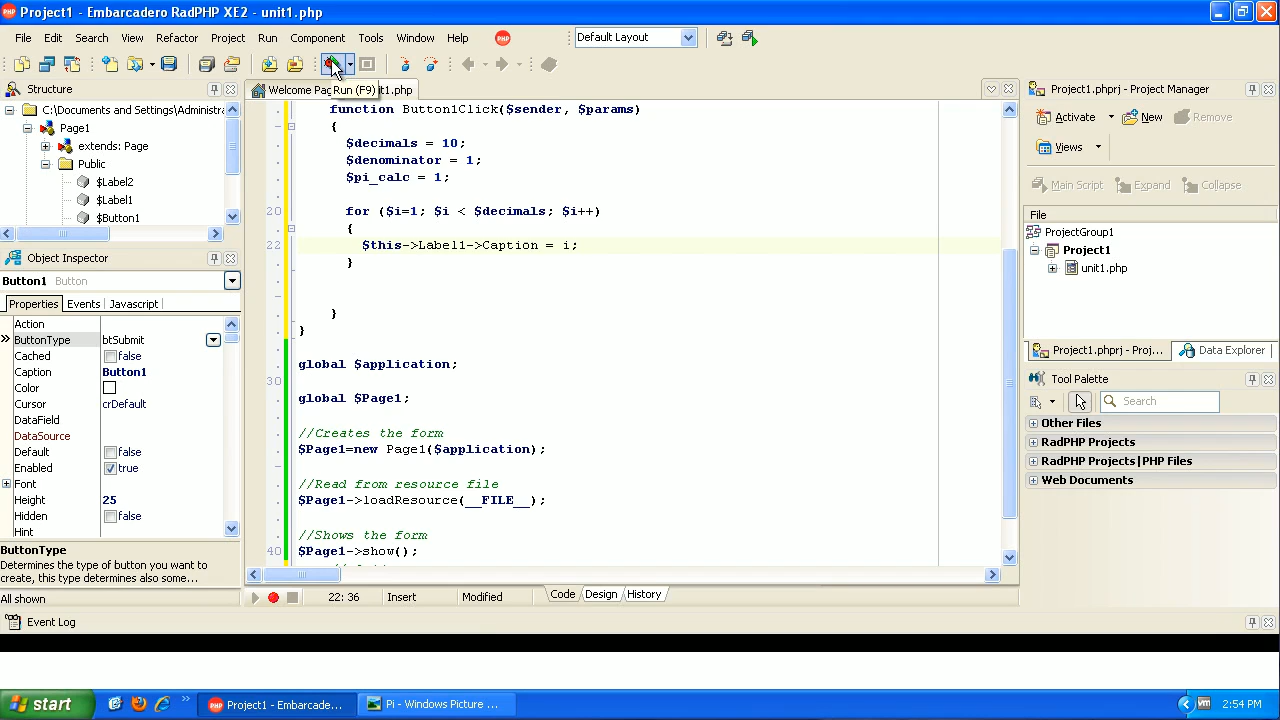 Project1 - Embarcadero RadPHP XE2 - unit1.php
File Edit Search View Refactor Project Run Component Tools Window Help
Default Layout
Structure
C:\Documents and Settings\Administra
Page1
extends: Page
Public
$Label2
$Label1
$Button1
Object Inspector
Button1 Button
Properties Events Javascript
Action
ButtonType btSubmit
Cached false
Caption Button1
Color
Cursor crDefault
DataField
DataSource
Default false
Enabled true
Font
Height 25
Hidden false
Hint
ButtonType
Determines the type of button you want to
create, this type determines also some...
All shown
Welcome Pag Run (F9) it1.php
function Button1Click($sender, $params)
{
$decimals = 10;
$denominator = 1;
$pi_calc = 1;
20 for ($i=1; $i < $decimals; $i++)
{
22 $this->Label1->Caption = i;
}
}
}
global $application;
30
global $Page1;
//Creates the form
$Page1=new Page1($application);
//Read from resource file
$Page1->loadResource(__FILE__);
//Shows the form
40 $Page1->show();
22: 36 Insert Modified Code Design History
Project1.phprj - Project Manager
Activate New Remove
Views
Main Script Expand Collapse
File
ProjectGroup1
Project1
unit1.php
Project1.phprj - Proj... Data Explorer
Tool Palette
Search
Other Files
RadPHP Projects
RadPHP Projects|PHP Files
Web Documents
Event Log
start Project1 - Embarcade... Pi - Windows Picture ... 2:54 PM